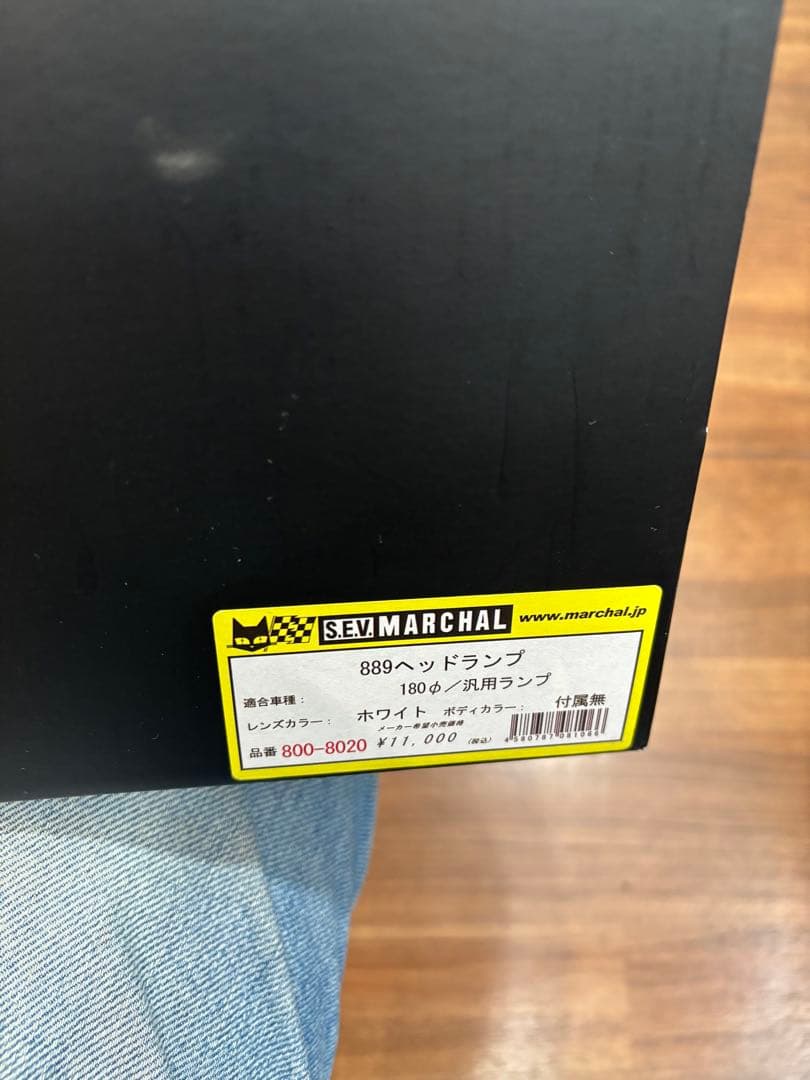 S.E.V. MARCHAL www.marchal.jp
889ヘッドランプ
適合車種： 180φ／汎用ランプ
レンズカラー： ホワイト ボディカラー： 付属無
メーカー希望小売価格
品番 800-8020 ¥11,000 (税込) 4580767081066